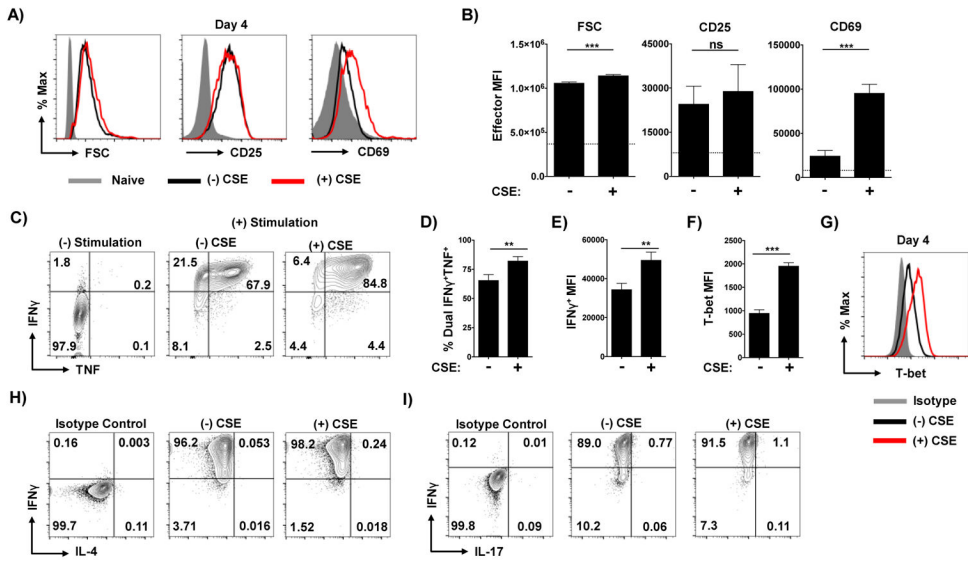 A)
Day 4
% Max
FSC
CD25
CD69
Naive
(-) CSE
(+) CSE
B)
FSC
CD25
CD69
Effector MFI
1.5×10⁶
1.0×10⁶
5.0×10⁵
0.0
***
45000
30000
15000
0
ns
150000
100000
50000
0
***
CSE:
-
+
-
+
-
+
C)
(+) Stimulation
(-) Stimulation
(-) CSE
(+) CSE
1.8
0.2
97.9
0.1
21.5
67.9
8.1
2.5
6.4
84.8
4.4
4.4
IFNγ
TNF
D)
% Dual IFNγ⁺TNF⁺
100
80
60
40
20
0
**
CSE:
-
+
E)
IFNγ⁺ MFI
60000
40000
20000
0
**
-
+
F)
T-bet MFI
2500
2000
1500
1000
500
0
***
CSE:
-
+
G)
Day 4
% Max
T-bet
Isotype
(-) CSE
(+) CSE
H)
Isotype Control
(-) CSE
(+) CSE
0.16
0.003
99.7
0.11
96.2
0.053
3.71
0.016
98.2
0.24
1.52
0.018
IFNγ
IL-4
I)
Isotype Control
(-) CSE
(+) CSE
0.12
0.01
99.8
0.09
89.0
0.77
10.2
0.06
91.5
1.1
7.3
0.11
IFNγ
IL-17